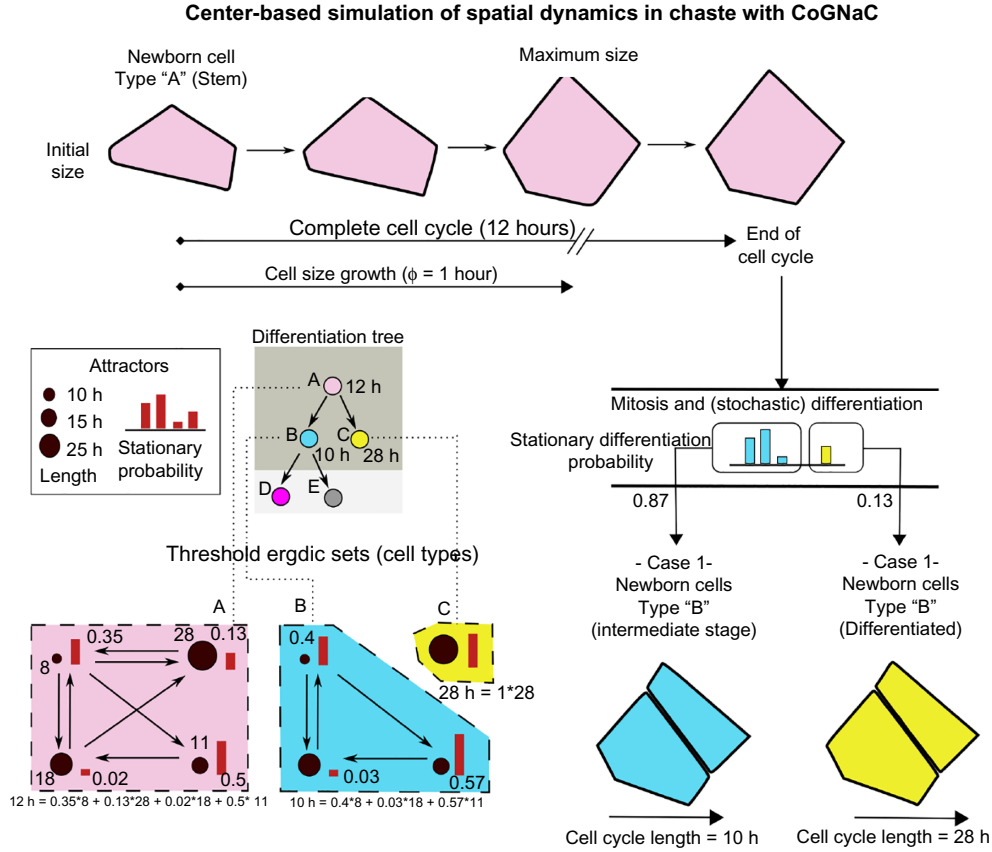 Center-based simulation of spatial dynamics in chaste with CoGNaC
Newborn cell
Type “A” (Stem)
Maximum size
Initial
size
Complete cell cycle (12 hours)
End of
cell cycle
Cell size growth (ϕ = 1 hour)
Differentiation tree
A
12 h
B
10 h
C
28 h
D
E
Attractors
10 h
15 h
25 h
Length
Stationary
probability
Mitosis and (stochastic) differentiation
Stationary differentiation
probability
0.87
0.13
Threshold ergdic sets (cell types)
A
0.35
28
0.13
8
11
18
0.02
0.5
12 h = 0.35*8 + 0.13*28 + 0.02*18 + 0.5* 11
B
0.4
0.03
0.57
10 h = 0.4*8 + 0.03*18 + 0.57*11
C
28 h = 1*28
- Case 1-
Newborn cells
Type “B”
(intermediate stage)
Cell cycle length = 10 h
- Case 1-
Newborn cells
Type “B”
(Differentiated)
Cell cycle length = 28 h